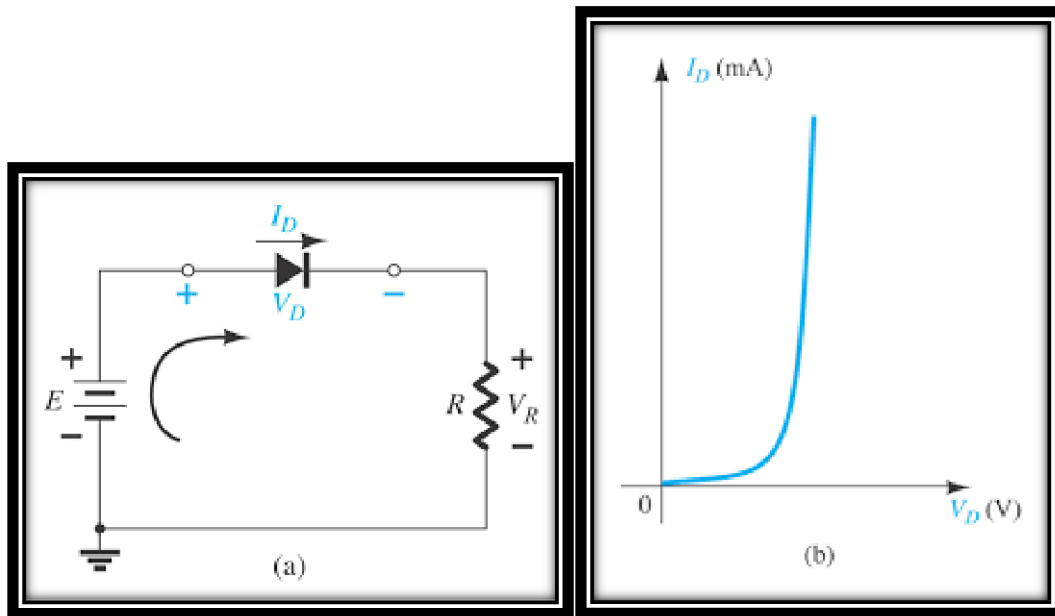 I_D
+ V_D −
+
E
−
R
+
V_R
−
(a)
I_D (mA)
0
V_D (V)
(b)